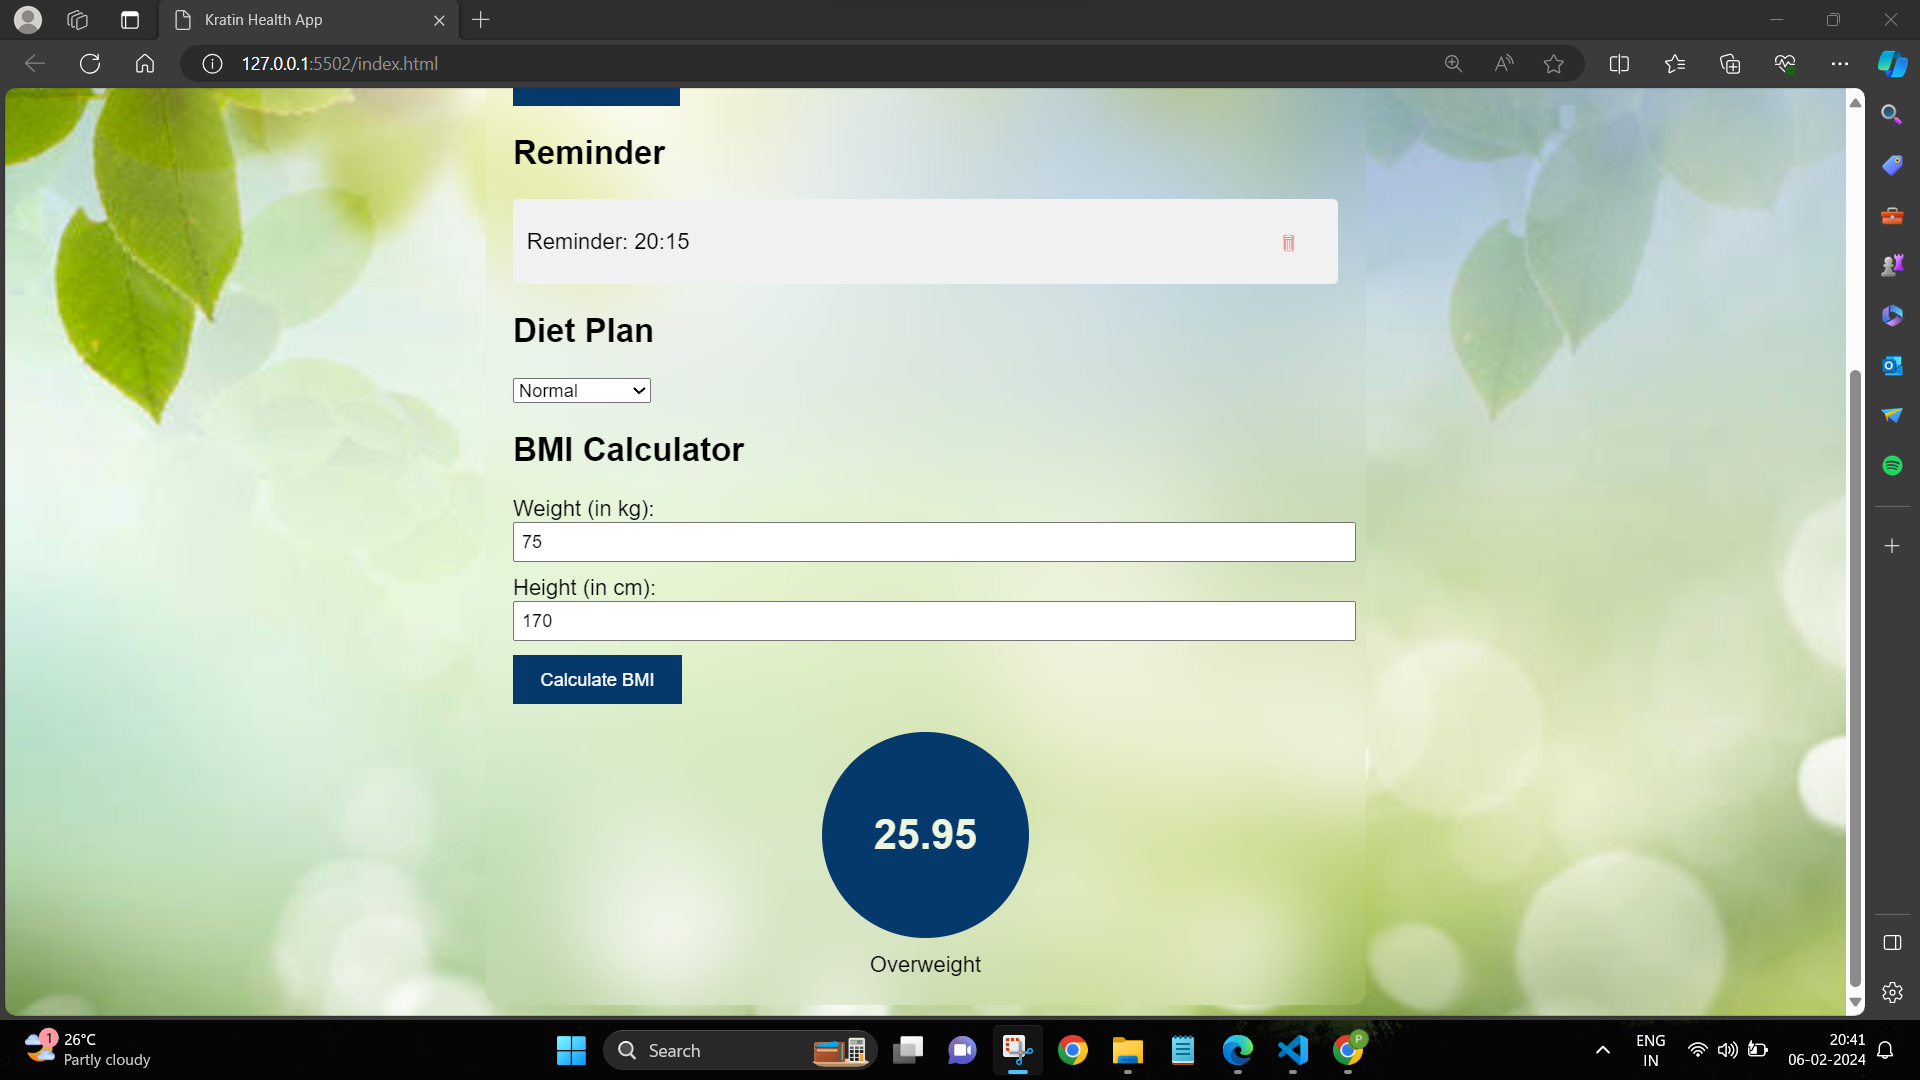 Kratin Health App
127.0.0.1:5502/index.html
Reminder
Reminder: 20:15
Diet Plan
Normal
BMI Calculator
Weight (in kg):
75
Height (in cm):
170
Calculate BMI
25.95
Overweight
1
26°C
Partly cloudy
Search
P
ENG
IN
20:41
06-02-2024